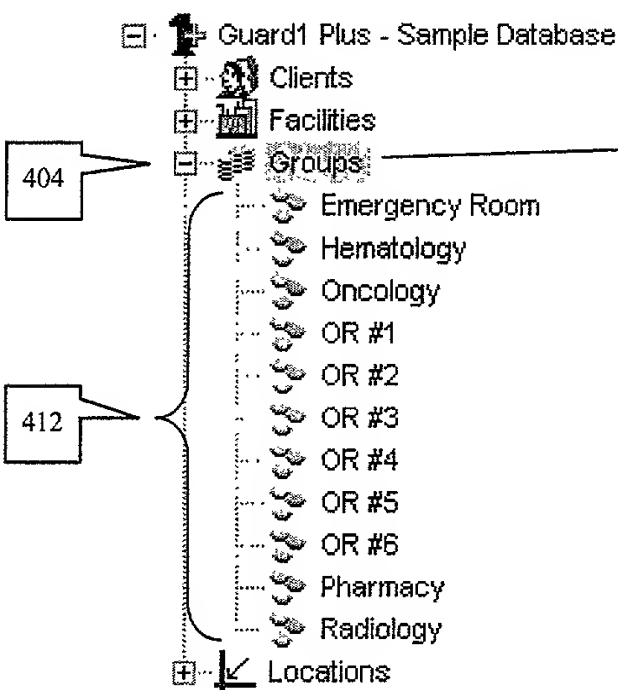 Guard1 Plus - Sample Database
Clients
Facilities
404
Groups
Emergency Room
Hematology
Oncology
OR #1
OR #2
OR #3
412
OR #4
OR #5
OR #6
Pharmacy
Radiology
Locations